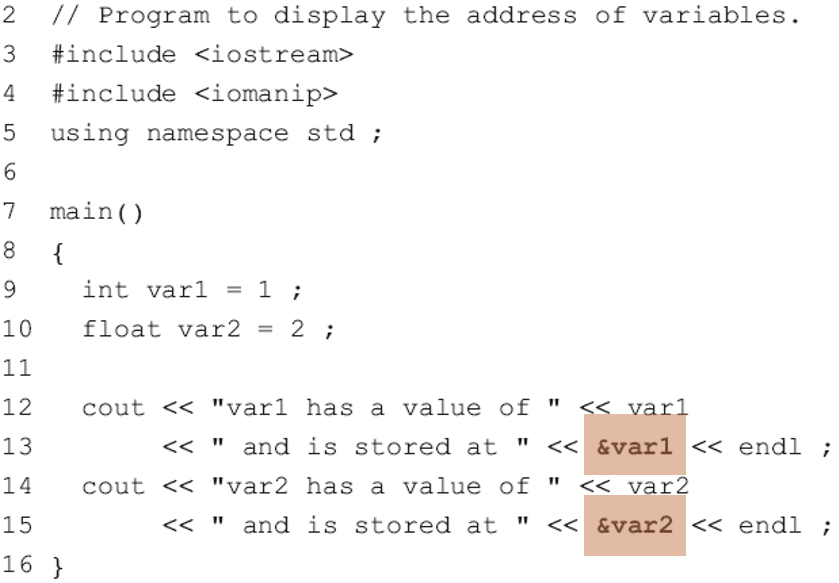 2 // Program to display the address of variables.
3 #include <iostream>
4 #include <iomanip>
5 using namespace std ;
6
7 main()
8 {
9   int var1 = 1 ;
10   float var2 = 2 ;
11
12   cout << "var1 has a value of " << var1
13        << " and is stored at " << &var1 << endl ;
14   cout << "var2 has a value of " << var2
15        << " and is stored at " << &var2 << endl ;
16 }